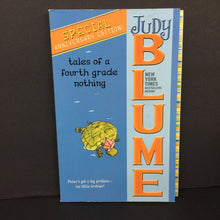 SPECIAL
ANNIVERSARY EDITION!
JUDY
BLUME
tales of a
fourth grade
nothing
NEW YORK
TIMES
BESTSELLING
AUTHOR
Peter's got a big problem—
his little brother!